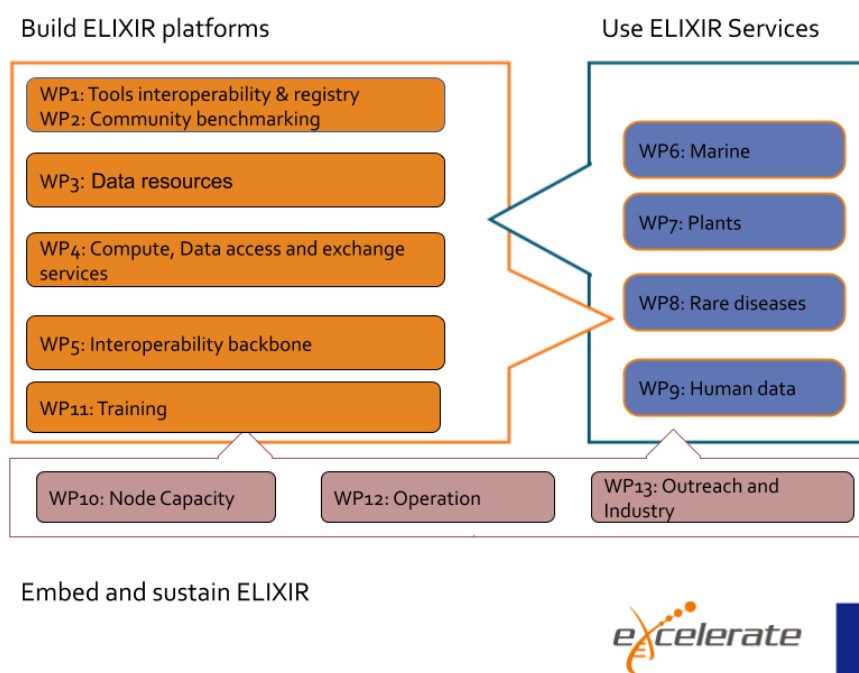 Build ELIXIR platforms
Use ELIXIR Services
WP1: Tools interoperability & registry
WP2: Community benchmarking
WP3: Data resources
WP4: Compute, Data access and exchange
services
WP5: Interoperability backbone
WP11: Training
WP6: Marine
WP7: Plants
WP8: Rare diseases
WP9: Human data
WP10: Node Capacity
WP12: Operation
WP13: Outreach and
Industry
Embed and sustain ELIXIR
excelerate